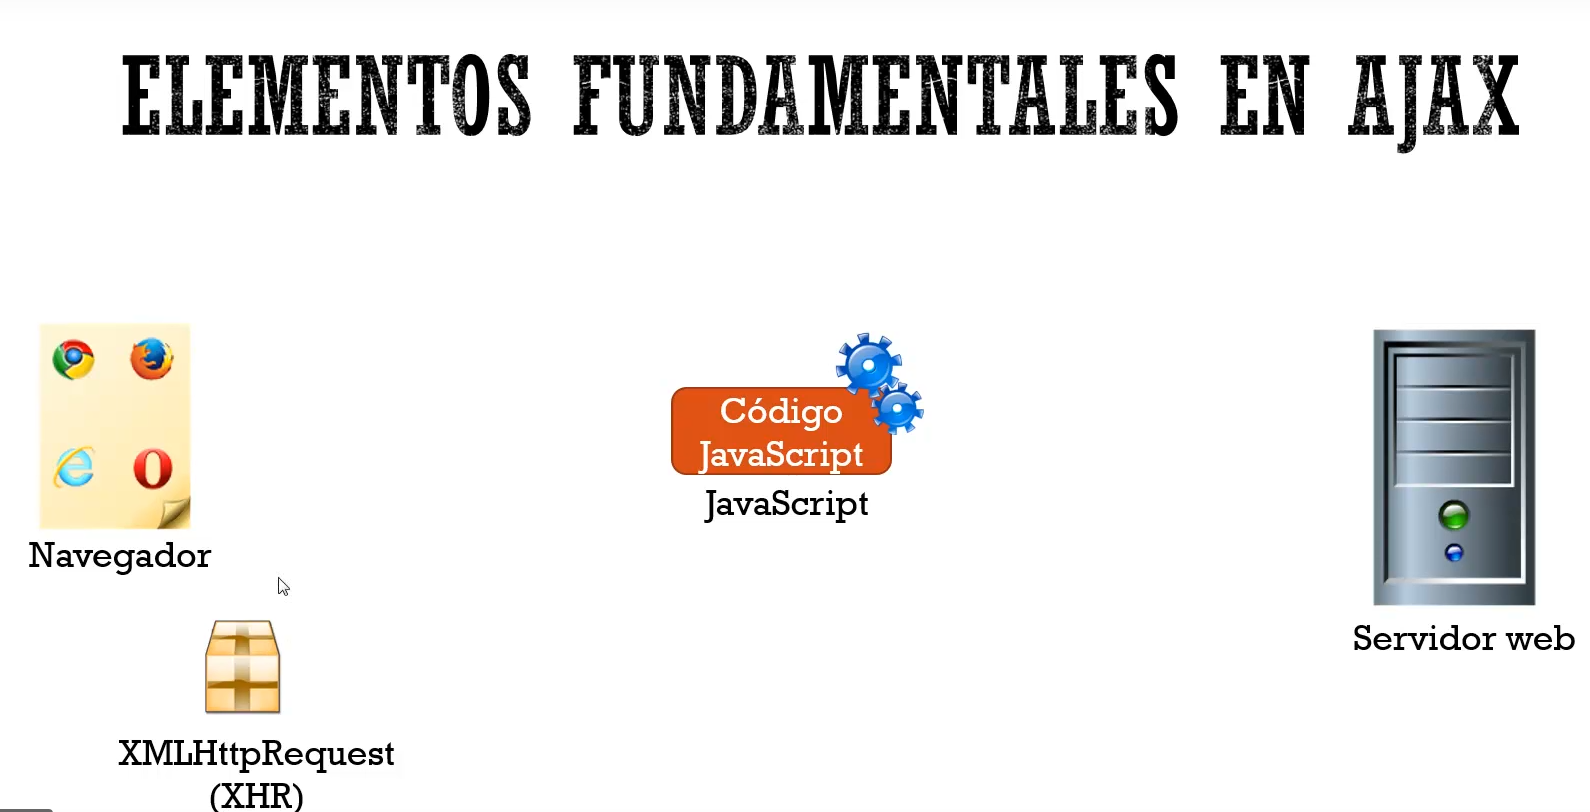 ELEMENTOS FUNDAMENTALES EN AJAX
Código
JavaScript
JavaScript
Navegador
Servidor web
XMLHttpRequest
(XHR)